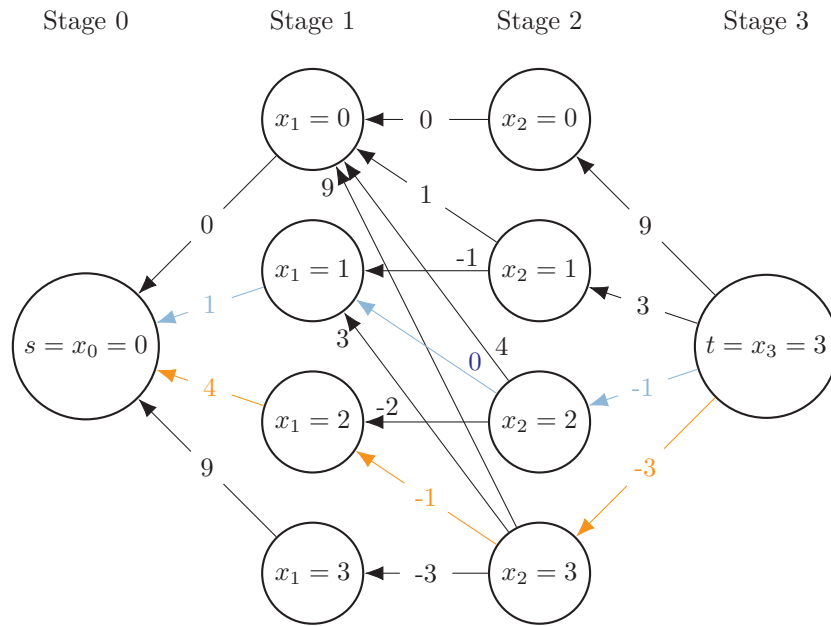 Stage 0 Stage 1 Stage 2 Stage 3
x₁ = 0 0 x₂ = 0
9
0 1 9
x₁ = 1 -1 x₂ = 1
1 3
s = x₀ = 0 3 0 4 t = x₃ = 3
4 -1
x₁ = 2 -2 x₂ = 2
9 -1 -3
x₁ = 3 -3 x₂ = 3